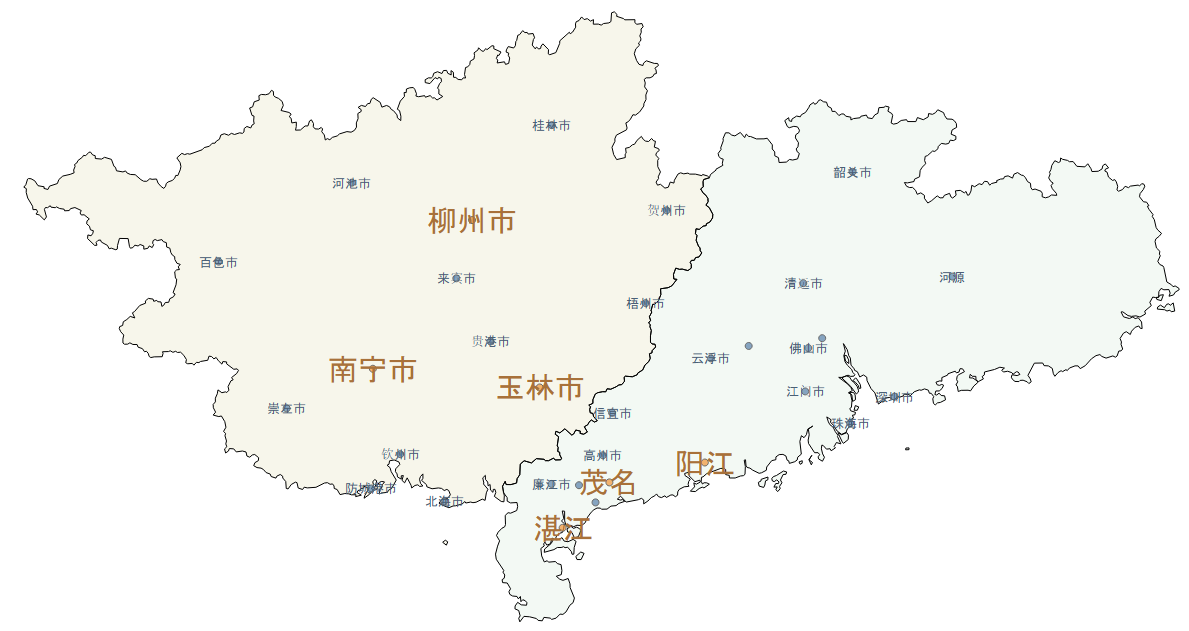 桂林市
韶关市
河池市
贺州市
柳州市
百色市
来宾市
河源
清远市
梧州市
贵港市
佛山市
云浮市
南宁市
玉林市
江门市
深圳市
崇左市
信宜市
珠海市
钦州市
高州市
阳江
廉江市
茂名
防城港市
北海市
湛江